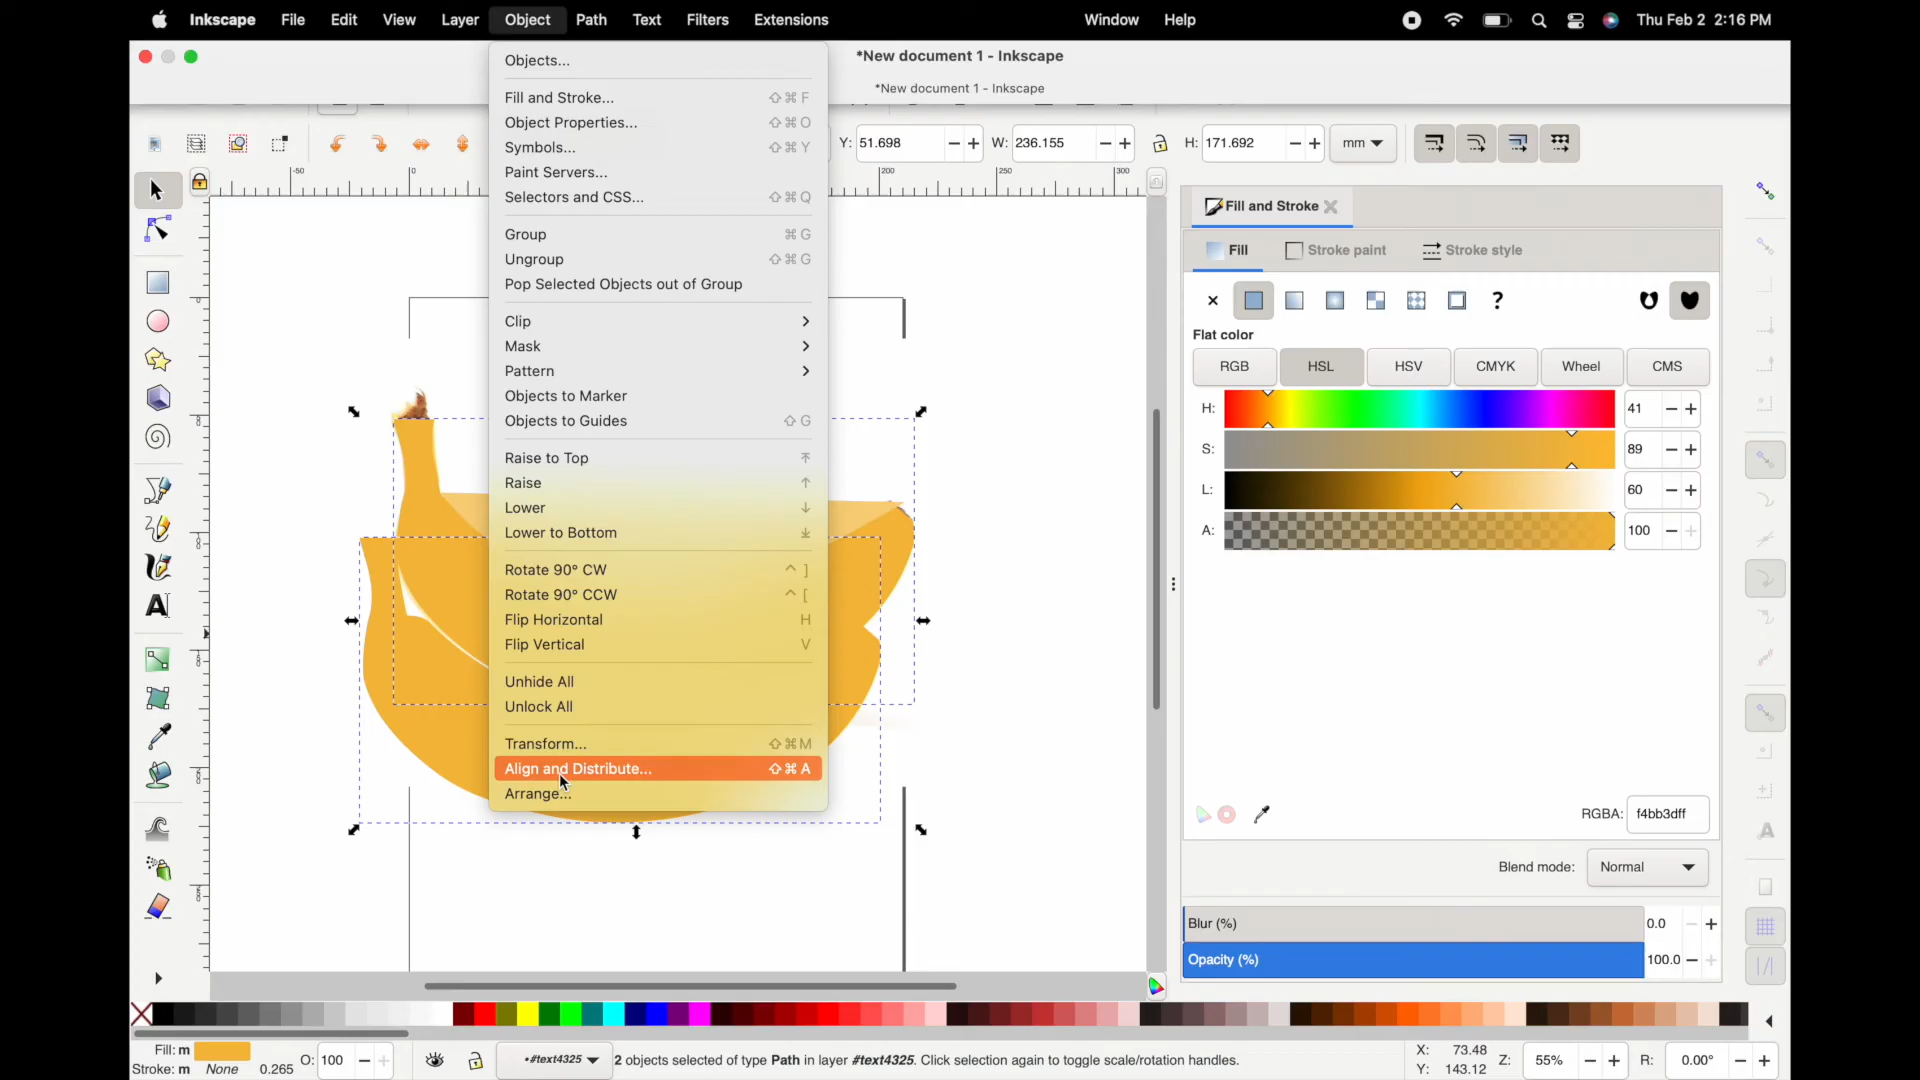 Inkscape File Edit View Layer Object Path Text Filters Extensions Window Help Thu Feb 2 2:16 PM
*New document 1 - Inkscape
*New document 1 - Inkscape
Y: 51.698 W: 236.155 H: 171.692 mm
-50 0 200 250 300
Objects...
Fill and Stroke... ⇧⌘F
Object Properties... ⇧⌘O
Symbols... ⇧⌘Y
Paint Servers...
Selectors and CSS... ⇧⌘Q
Group ⌘G
Ungroup ⇧⌘G
Pop Selected Objects out of Group
Clip
Mask
Pattern
Objects to Marker
Objects to Guides ⇧G
Raise to Top
Raise ↑
Lower ↓
Lower to Bottom
Rotate 90° CW ^ ]
Rotate 90° CCW ^ [
Flip Horizontal H
Flip Vertical V
Unhide All
Unlock All
Transform... ⇧⌘M
Align and Distribute... ⇧⌘A
Arrange...
Fill and Stroke
Fill Stroke paint Stroke style
?
Flat color
RGB HSL HSV CMYK Wheel CMS
H: 41
S: 89
L: 60
A: 100
RGBA: f4bb3dff
Blend mode: Normal
Blur (%) 0.0
Opacity (%) 100.0
Fill: m
Stroke: m None 0.265 O: 100
•#text4325 2 objects selected of type Path in layer #text4325. Click selection again to toggle scale/rotation handles.
X: 73.48
Y: 143.12
Z: 55% R: 0.00°